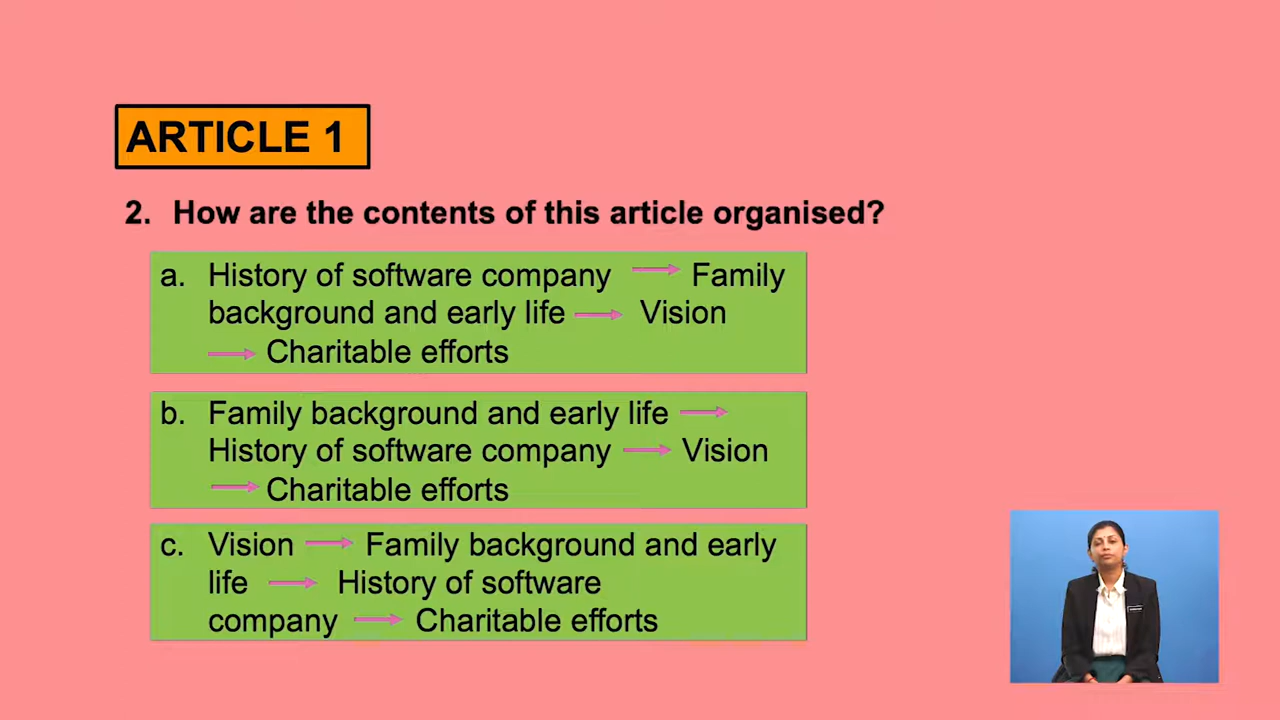 ARTICLE 1
2. How are the contents of this article organised?
a. History of software company → Family
background and early life → Vision
→ Charitable efforts
b. Family background and early life →
History of software company → Vision
→ Charitable efforts
c. Vision → Family background and early
life → History of software
company → Charitable efforts